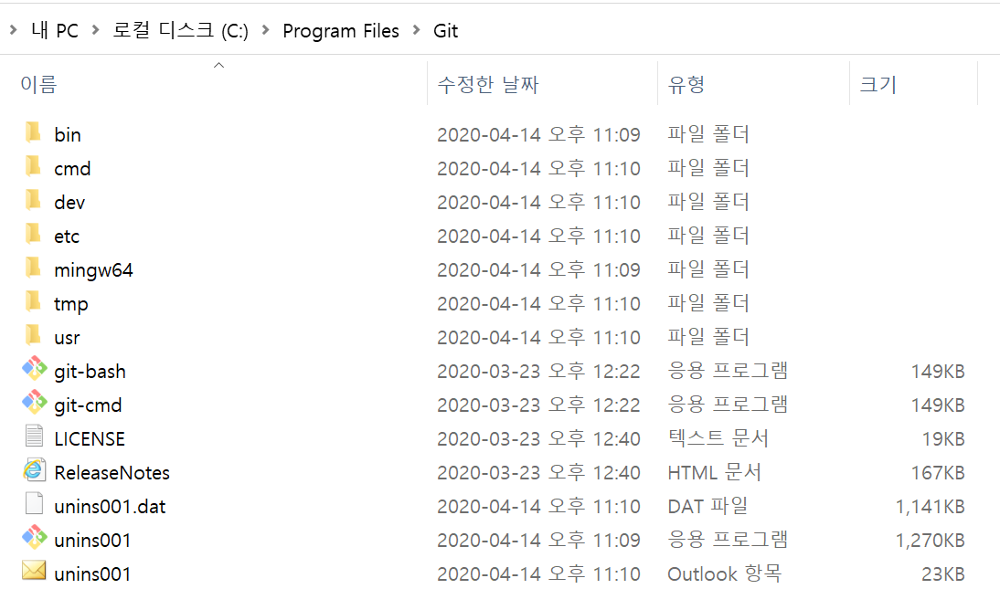 내 PC > 로컬 디스크 (C:) > Program Files > Git
이름 수정한 날짜 유형 크기
bin 2020-04-14 오후 11:09 파일 폴더
cmd 2020-04-14 오후 11:10 파일 폴더
dev 2020-04-14 오후 11:10 파일 폴더
etc 2020-04-14 오후 11:10 파일 폴더
mingw64 2020-04-14 오후 11:09 파일 폴더
tmp 2020-04-14 오후 11:10 파일 폴더
usr 2020-04-14 오후 11:10 파일 폴더
git-bash 2020-03-23 오후 12:22 응용 프로그램 149KB
git-cmd 2020-03-23 오후 12:22 응용 프로그램 149KB
LICENSE 2020-03-23 오후 12:40 텍스트 문서 19KB
ReleaseNotes 2020-03-23 오후 12:40 HTML 문서 167KB
unins001.dat 2020-04-14 오후 11:10 DAT 파일 1,141KB
unins001 2020-04-14 오후 11:09 응용 프로그램 1,270KB
unins001 2020-04-14 오후 11:10 Outlook 항목 23KB